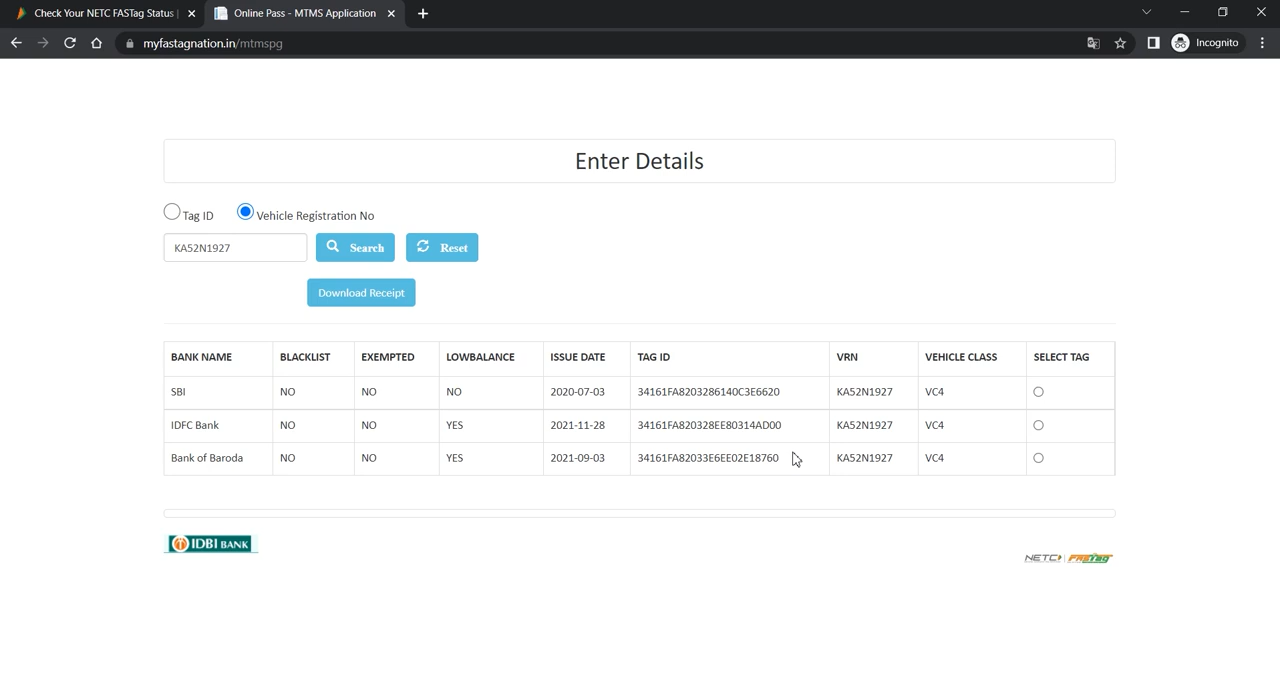 Check Your NETC FASTag Status
Online Pass - MTMS Application
myfastagnation.in/mtmspg
Incognito
Enter Details
Tag ID Vehicle Registration No
KA52N1927 Search Reset
Download Receipt
BANK NAME BLACKLIST EXEMPTED LOWBALANCE ISSUE DATE TAG ID VRN VEHICLE CLASS SELECT TAG
SBI NO NO NO 2020-07-03 34161FA8203286140C3E6620 KA52N1927 VC4
IDFC Bank NO NO YES 2021-11-28 34161FA820328EE80314AD00 KA52N1927 VC4
Bank of Baroda NO NO YES 2021-09-03 34161FA82033E6EE02E18760 KA52N1927 VC4
IDBI BANK
NETC FASTag